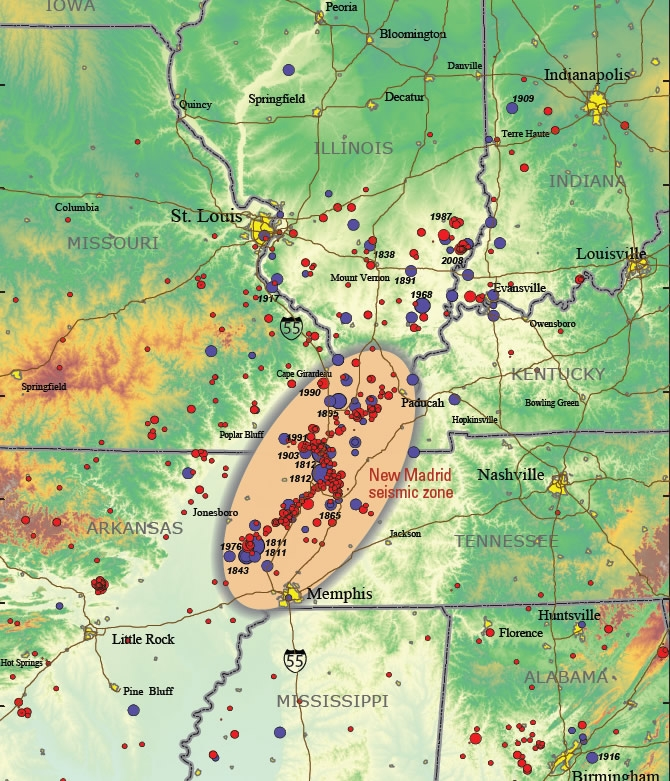 IOWA
Peoria
Bloomington
Danville
Indianapolis
Quincy
Springfield
Decatur
1909
Terre Haute
ILLINOIS
INDIANA
Columbia
St. Louis
1987
MISSOURI
1838
2008
Louisville
Mount Vernon
1891
1917
1968
Evansville
55
Owensboro
Springfield
Cape Girardeau
KENTUCKY
1990
1895
Paducah
Bowling Green
Hopkinsville
Poplar Bluff
1991
1903
1812
1812
New Madrid
seismic zone
Nashville
Jonesboro
1865
ARKANSAS
Jackson
TENNESSEE
1976
1811
1811
1843
Memphis
Huntsville
Little Rock
Florence
Hot Springs
55
ALABAMA
Pine Bluff
MISSISSIPPI
1916
Birmingham